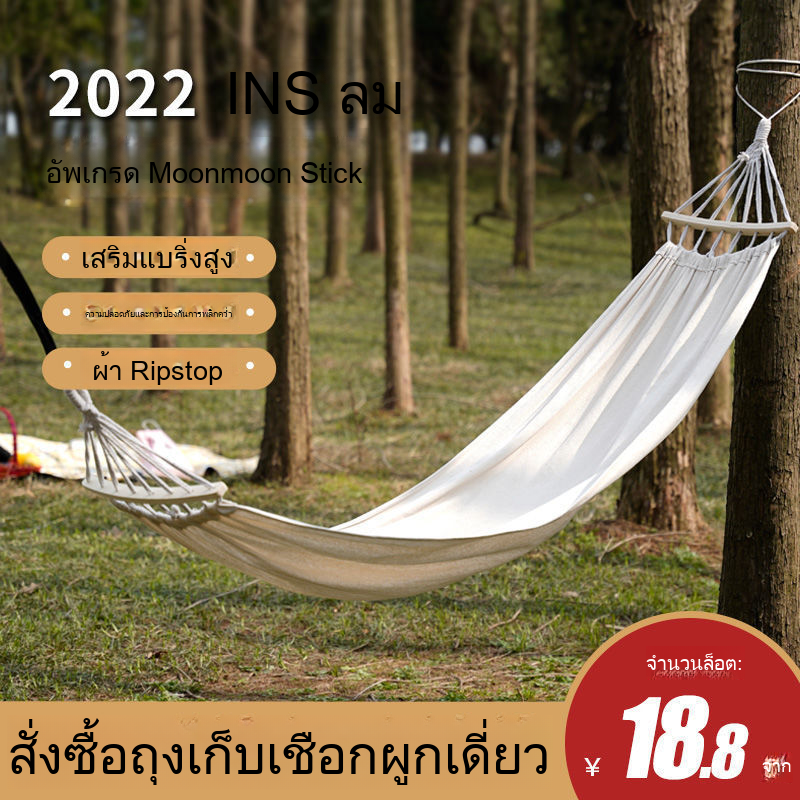 2022 INS ลม
อัพเกรด Moonmoon Stick
เสริมแบริ่งสูง
ความปลอดภัยและการป้องกันการพลิกคว่ำ
ผ้า Ripstop
จำนวนล็อต:
¥ 18.8 จาก
สั่งซื้อถุงเก็บเชือกผูกเดี่ยว